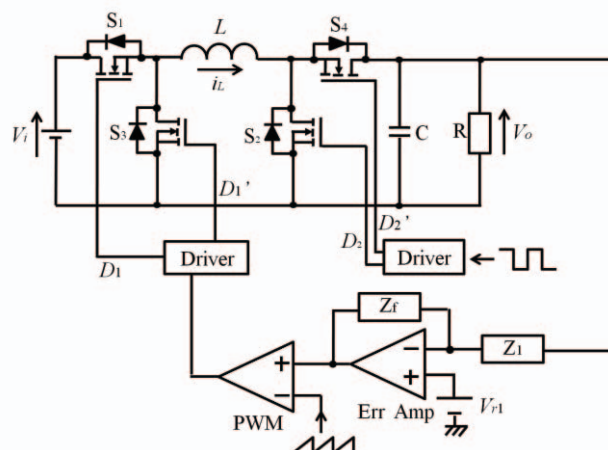 S1
L
S4
iL
Vi
S3
S2
C
R
Vo
D1'
D2'
D1
D2
Driver
Driver
Zf
Z1
+
−
−
+
PWM
Err Amp
Vr1